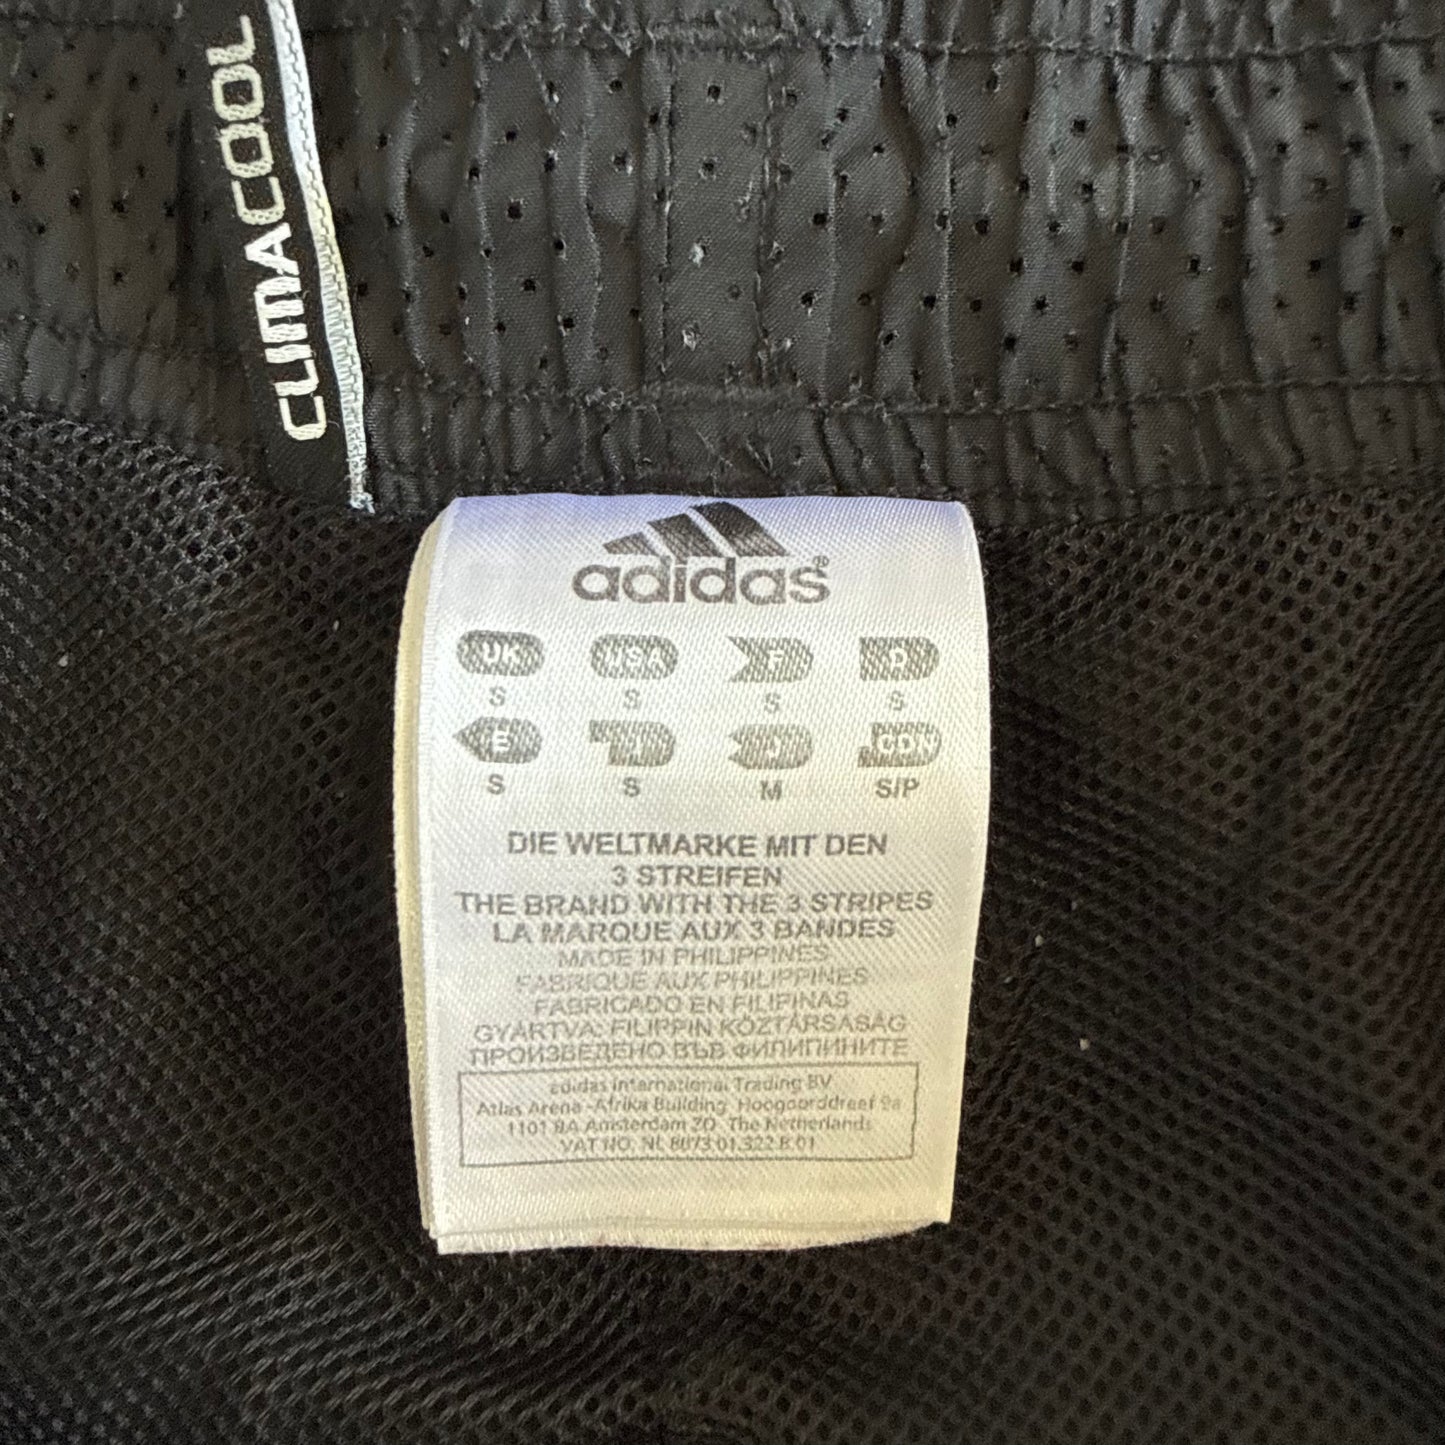 CLIMACOOL
adidas®
UK USA F D
S S S S
E I J CDN
S S M S/P
DIE WELTMARKE MIT DEN
3 STREIFEN
THE BRAND WITH THE 3 STRIPES
LA MARQUE AUX 3 BANDES
MADE IN PHILIPPINES
FABRIQUE AUX PHILIPPINES
FABRICADO EN FILIPINAS
GYÁRTVA: FILIPPIN KÖZTÁRSASÁG
ПРОИЗВЕДЕНО ВЪВ ФИЛИПИНИТЕ
adidas International Trading BV
Atlas Arena -Afrika Building, Hoogoorddreef 9a
1101 BA Amsterdam ZO The Netherlands
VAT NO. NL 8073.01.322.B.01